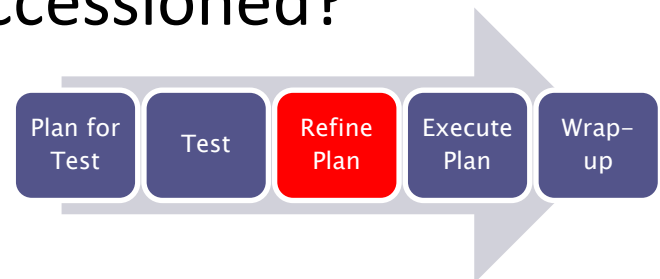 Plan for
Test
Test
Refine
Plan
Execute
Plan
Wrap-
up